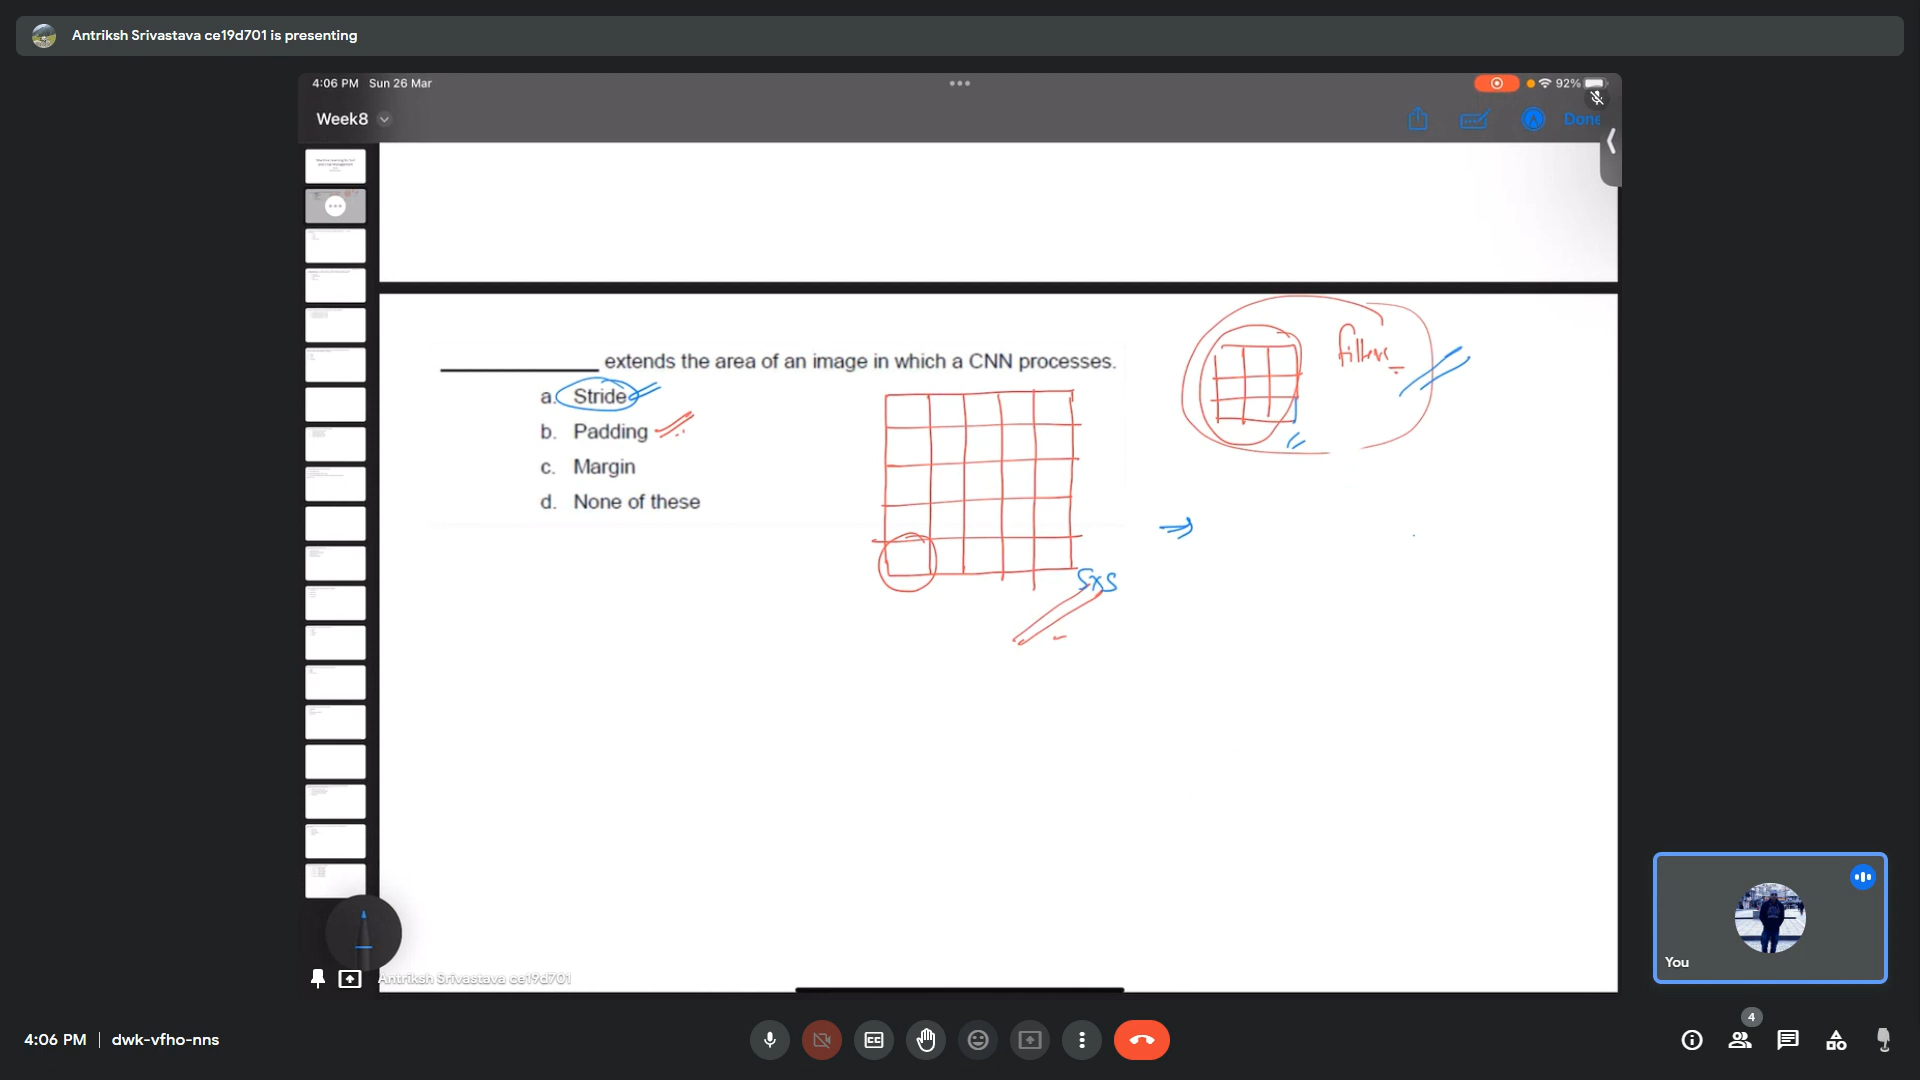 Antriksh Srivastava ce19d701 is presenting
4:06 PM Sun 26 Mar
92%
Week8
Done
extends the area of an image in which a CNN processes.
a. Stride
b. Padding
c. Margin
d. None of these
filters
5x5
Antriksh Srivastava ce19d701
You
4:06 PM | dwk-vfho-nns
CC
4